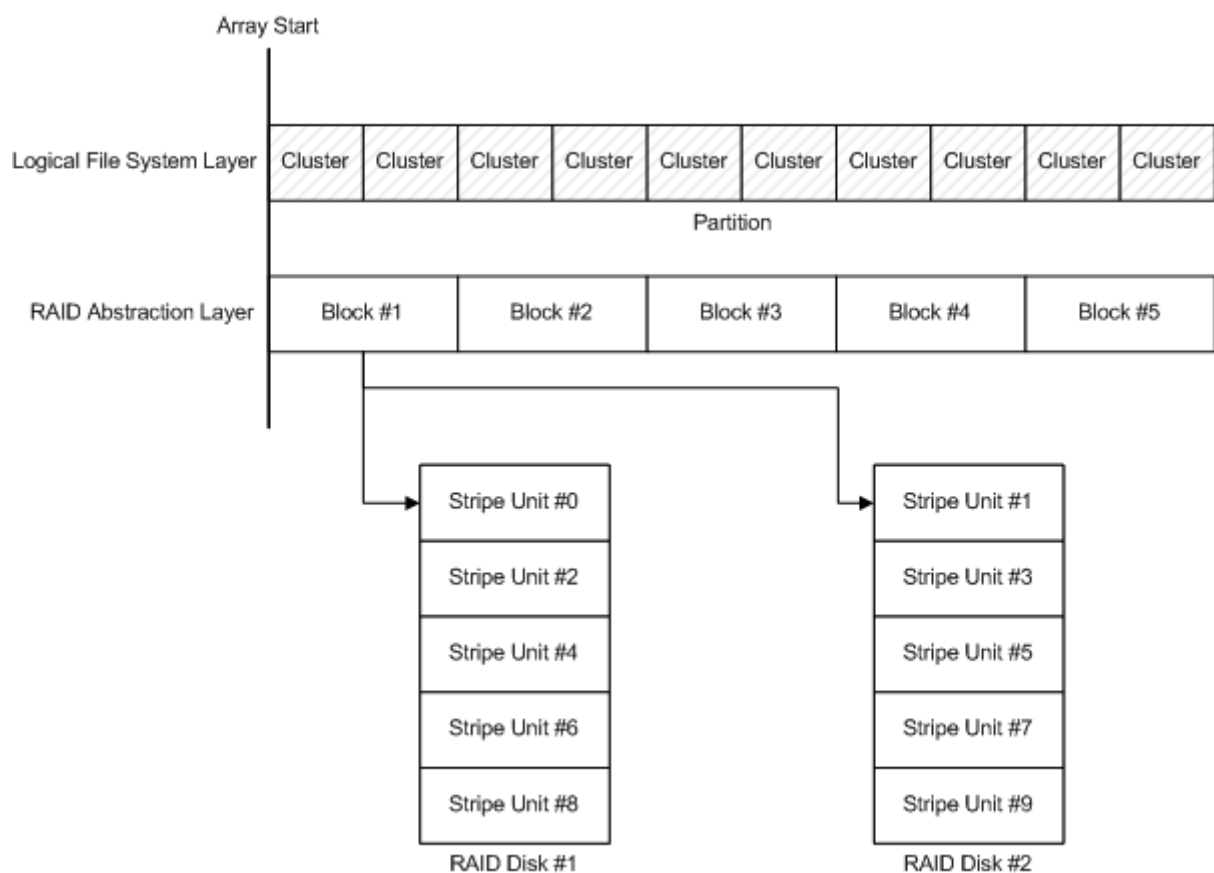 Array Start
Logical File System Layer Cluster Cluster Cluster Cluster Cluster Cluster Cluster Cluster Cluster Cluster
Partition
RAID Abstraction Layer Block #1 Block #2 Block #3 Block #4 Block #5
Stripe Unit #0 Stripe Unit #1
Stripe Unit #2 Stripe Unit #3
Stripe Unit #4 Stripe Unit #5
Stripe Unit #6 Stripe Unit #7
Stripe Unit #8 Stripe Unit #9
RAID Disk #1 RAID Disk #2